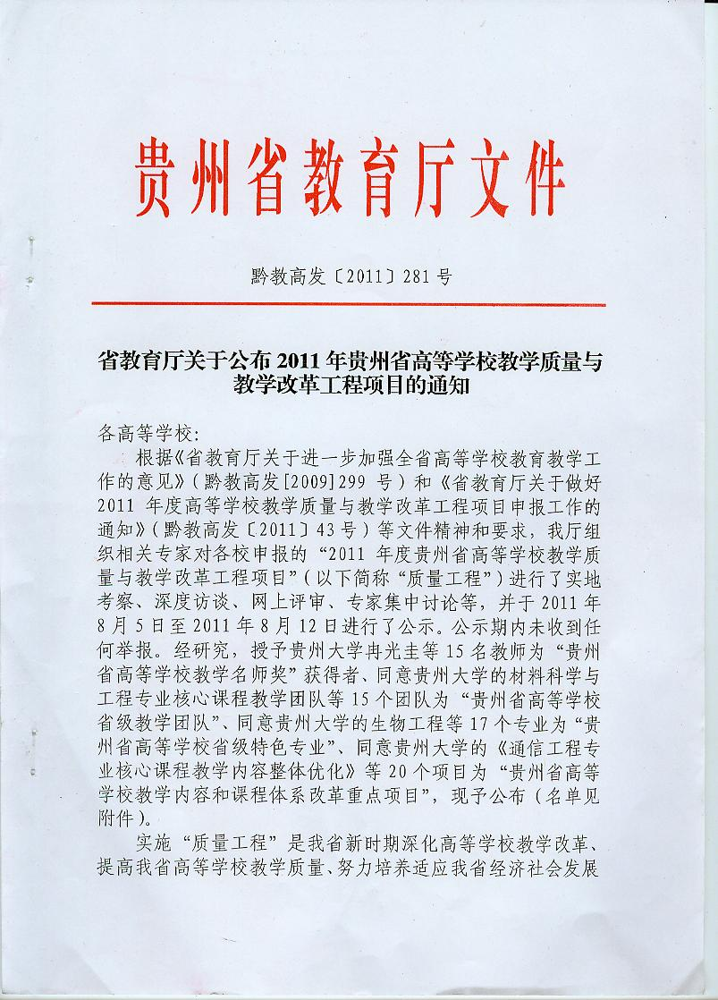 贵州省教育厅文件
黔教高发〔2011〕281号
省教育厅关于公布2011年贵州省高等学校教学质量与
教学改革工程项目的通知
各高等学校：
根据《省教育厅关于进一步加强全省高等学校教育教学工
作的意见》（黔教高发[2009]299 号）和《省教育厅关于做好
2011 年度高等学校教学质量与教学改革工程项目申报工作的
通知》（黔教高发〔2011〕43号）等文件精神和要求，我厅组
织相关专家对各校申报的“2011 年度贵州省高等学校教学质
量与教学改革工程项目”（以下简称“质量工程”）进行了实地
考察、深度访谈、网上评审、专家集中讨论等，并于2011年
8月5日至2011年8月12日进行了公示。公示期内未收到任
何举报。经研究，授予贵州大学冉光圭等15名教师为“贵州
省高等学校教学名师奖”获得者、同意贵州大学的材料科学与
工程专业核心课程教学团队等15个团队为“贵州省高等学校
省级教学团队”、同意贵州大学的生物工程等17个专业为“贵
州省高等学校省级特色专业”、同意贵州大学的《通信工程专
业核心课程教学内容整体优化》等20个项目为“贵州省高等
学校教学内容和课程体系改革重点项目”，现予公布（名单见
附件）。
实施“质量工程”是我省新时期深化高等学校教学改革、
提高我省高等学校教学质量、努力培养适应我省经济社会发展